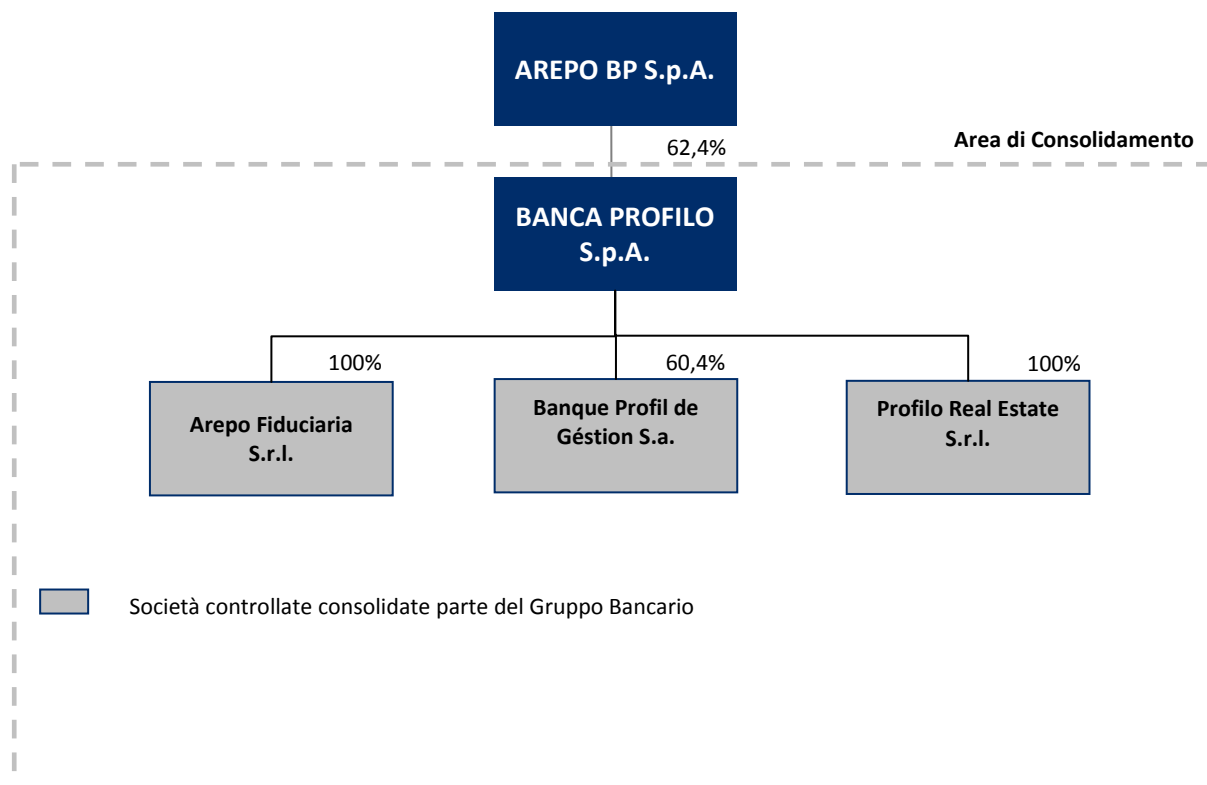 AREPO BP S.p.A.
62,4%
Area di Consolidamento
BANCA PROFILO
S.p.A.
100%
60,4%
100%
Arepo Fiduciaria
S.r.l.
Banque Profil de
Géstion S.a.
Profilo Real Estate
S.r.l.
Società controllate consolidate parte del Gruppo Bancario